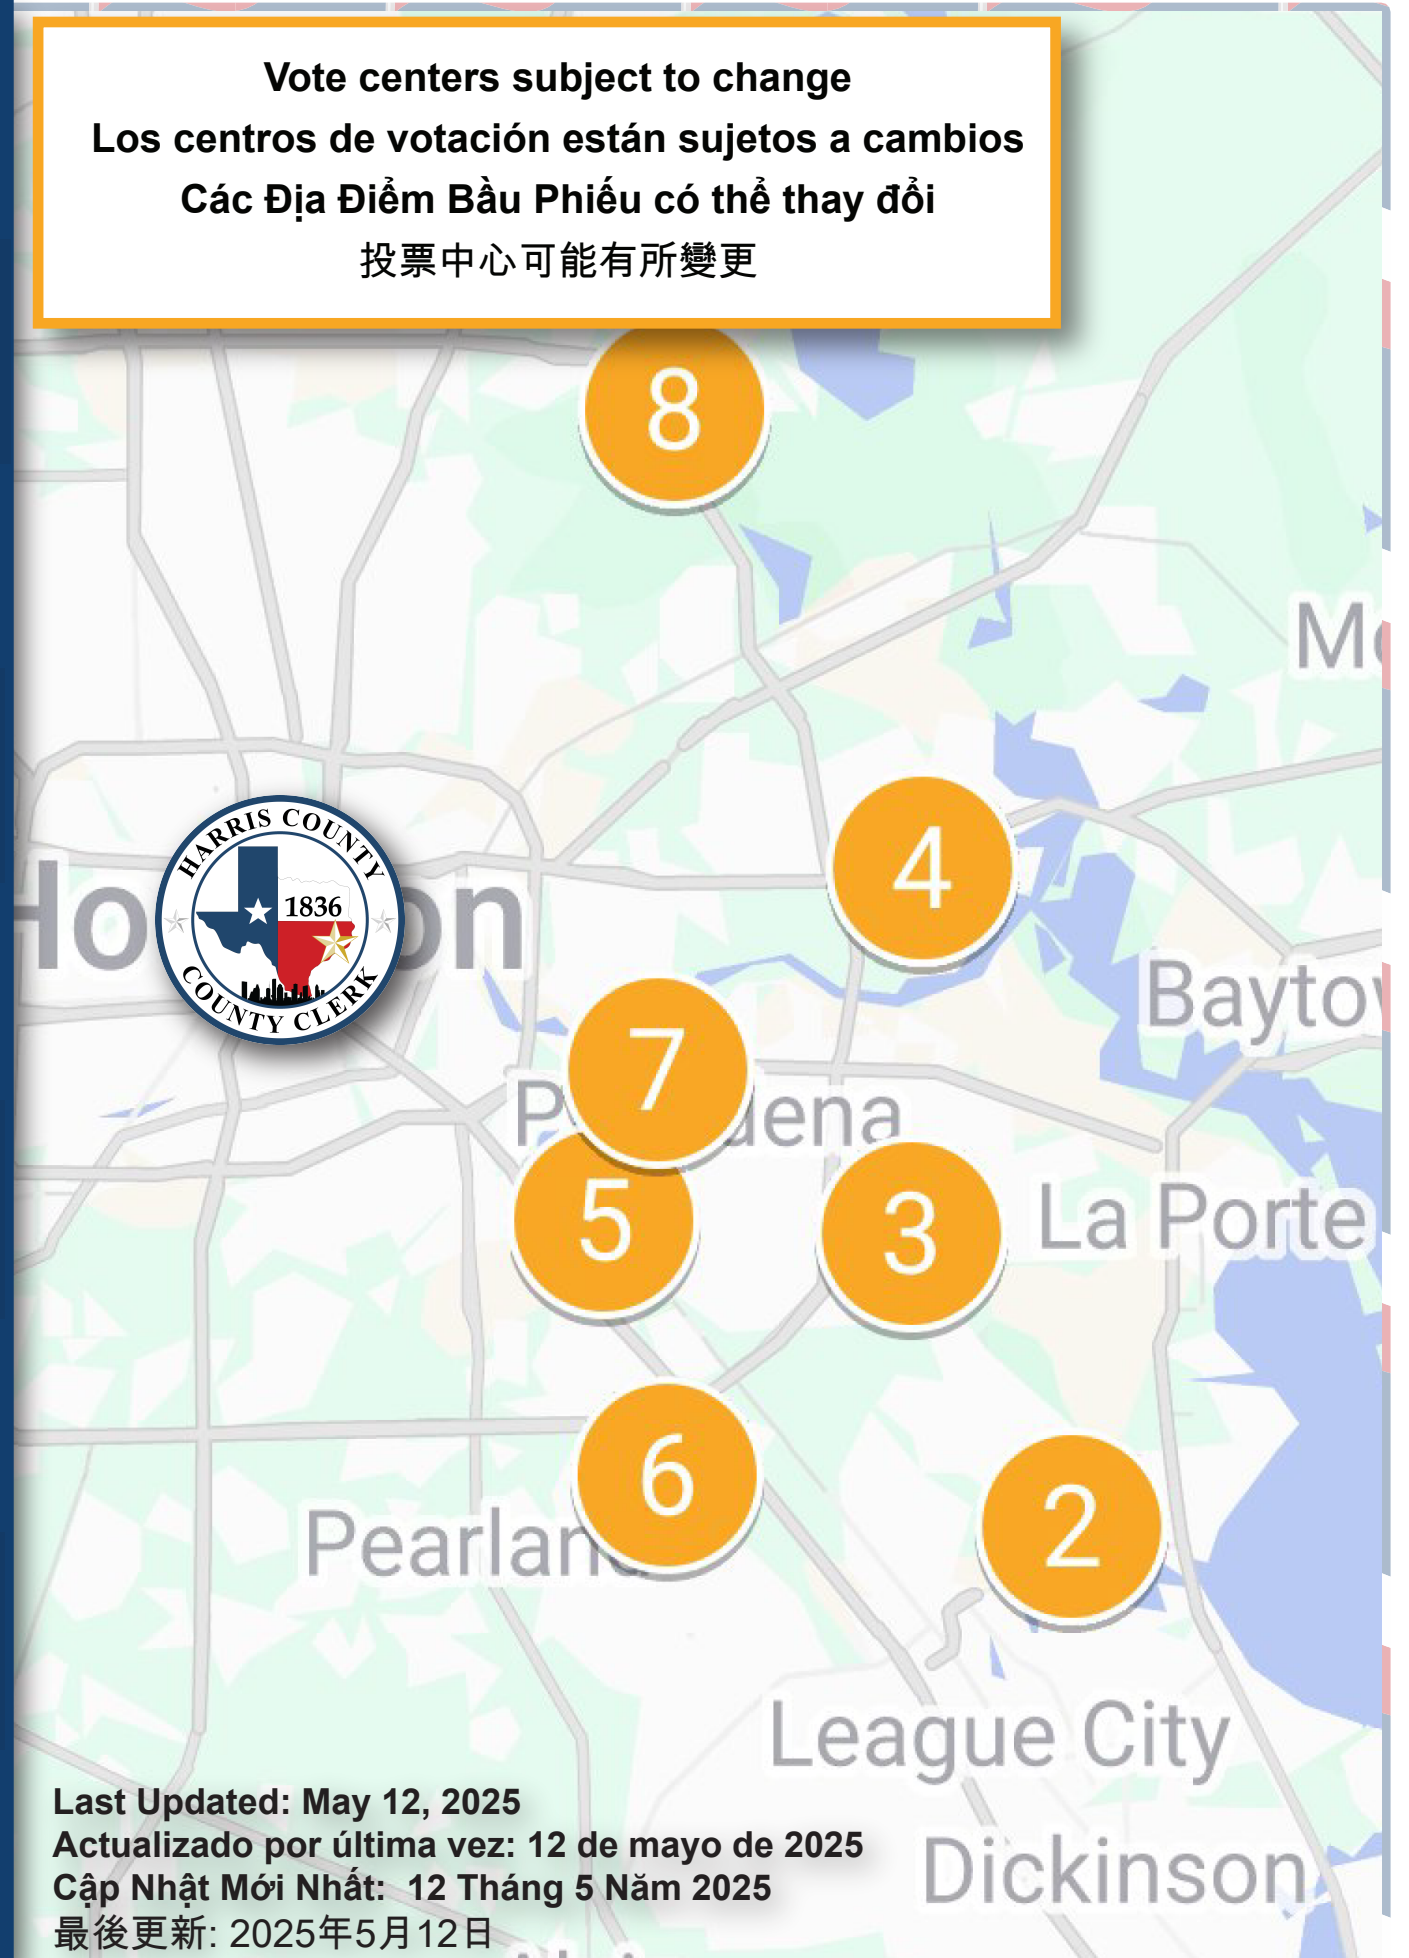 Vote centers subject to change
Los centros de votación están sujetos a cambios
Các Địa Điểm Bầu Phiếu có thể thay đổi
投票中心可能有所變更
8
4
HARRIS COUNTY
1836
COUNTY CLERK
7
5
3
La Porte
6
2
League City
Last Updated: May 12, 2025
Actualizado por última vez: 12 de mayo de 2025
Dickinson
Cập Nhật Mới Nhất: 12 Tháng 5 Năm 2025
最後更新: 2025年5月12日